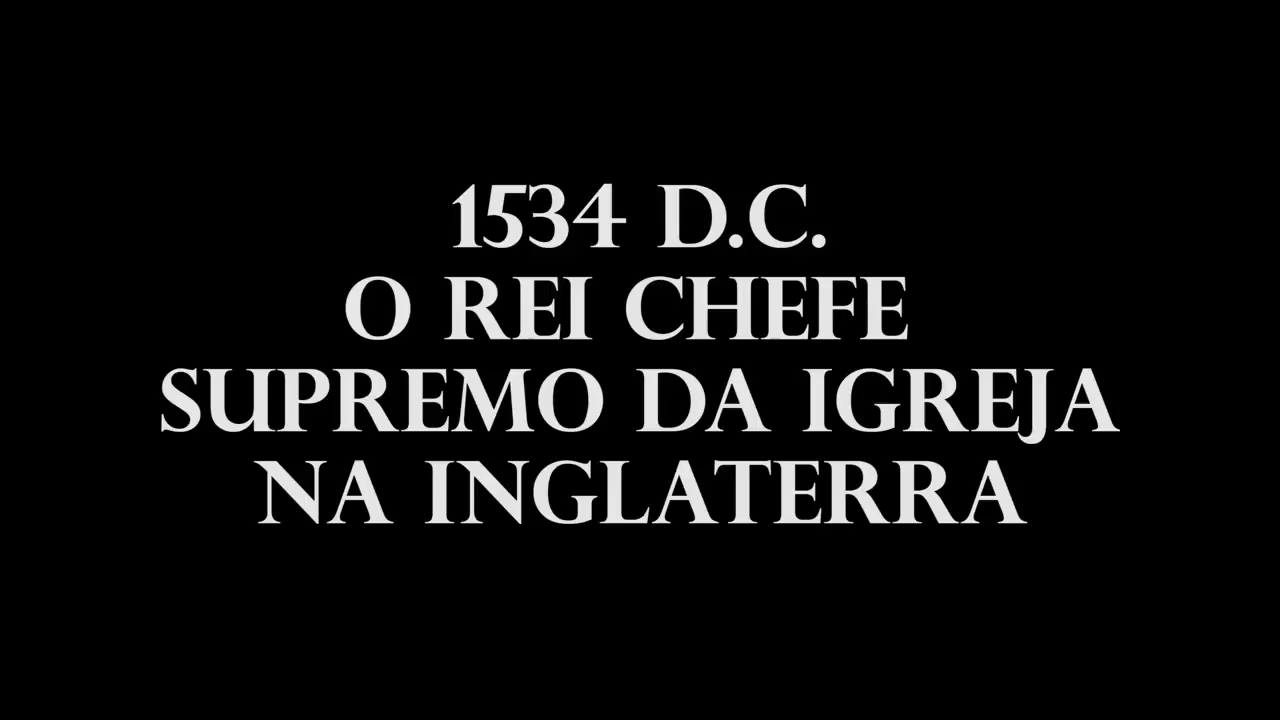 1534 D.C.
O REI CHEFE
SUPREMO DA IGREJA
NA INGLATERRA